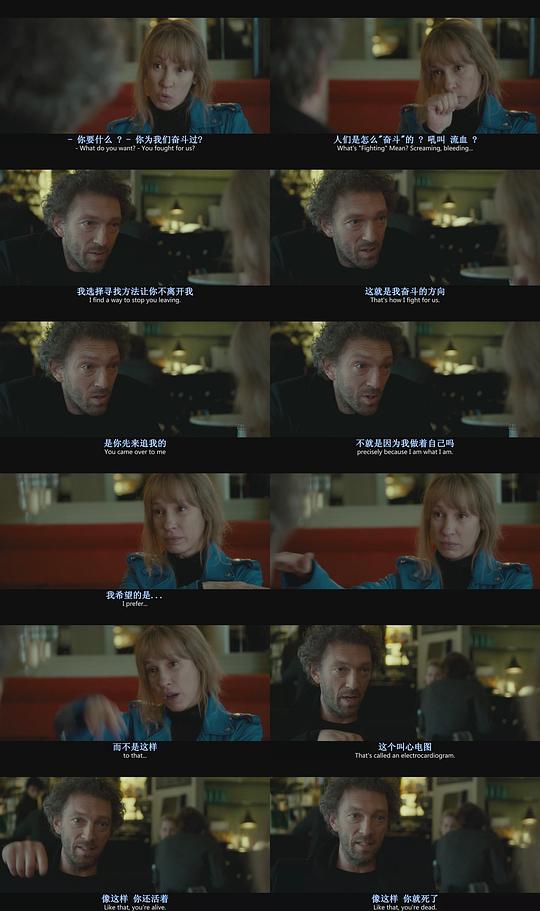 - 你要什么 ? - 你为我们奋斗过?
- What do you want? - You fought for us?
人们是怎么"奋斗"的 ? 吼叫 流血 ?
What's "Fighting" Mean? Screaming, bleeding...
我选择寻找方法让你不离开我
I find a way to stop you leaving.
这就是我奋斗的方向
That's how I fight for us.
是你先来追我的
You came over to me
不就是因为我做着自己吗
precisely because I am what I am.
我希望的是...
I prefer...
而不是这样
to that...
这个叫心电图
That's called an electrocardiogram.
像这样 你还活着
Like that, you're alive.
像这样 你就死了
Like that, you're dead.